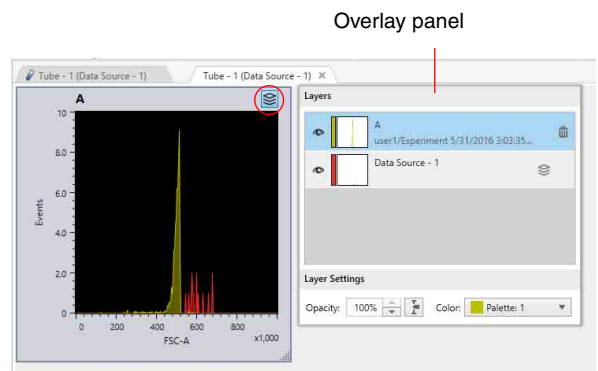 Overlay panel
Tube - 1 (Data Source - 1)
Tube - 1 (Data Source - 1) ×
A
Layers
A
user1/Experiment 5/31/2016 3:03:35...
Data Source - 1
Layer Settings
Opacity: 100% Color: Palette: 1
Events
10
8.0
6.0
4.0
2.0
0
0 200 400 600 800
FSC-A x1,000